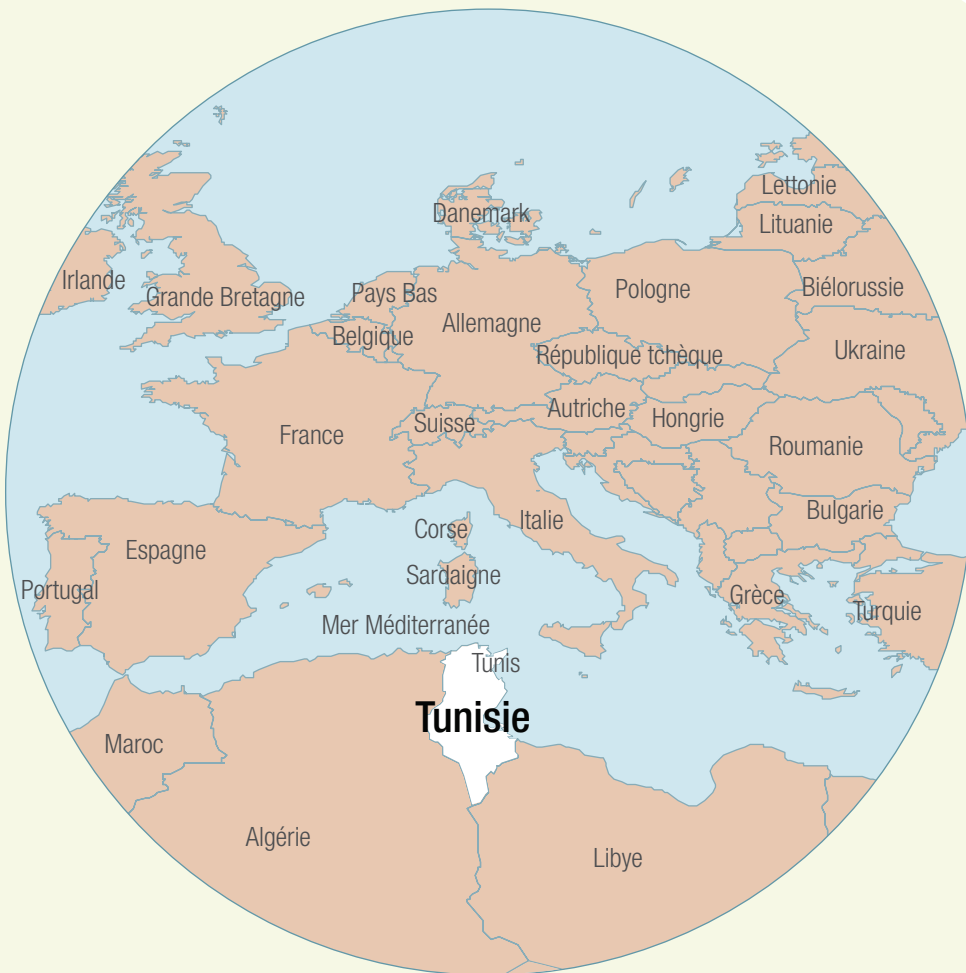 Lettonie
Danemark
Lituanie
Irlande
Grande Bretagne
Pays Bas
Pologne
Biélorussie
Belgique
Allemagne
République tchèque
Ukraine
France
Suisse
Autriche
Hongrie
Roumanie
Corse
Italie
Bulgarie
Espagne
Portugal
Sardaigne
Grèce
Turquie
Mer Méditerranée
Tunis
Tunisie
Maroc
Algérie
Libye